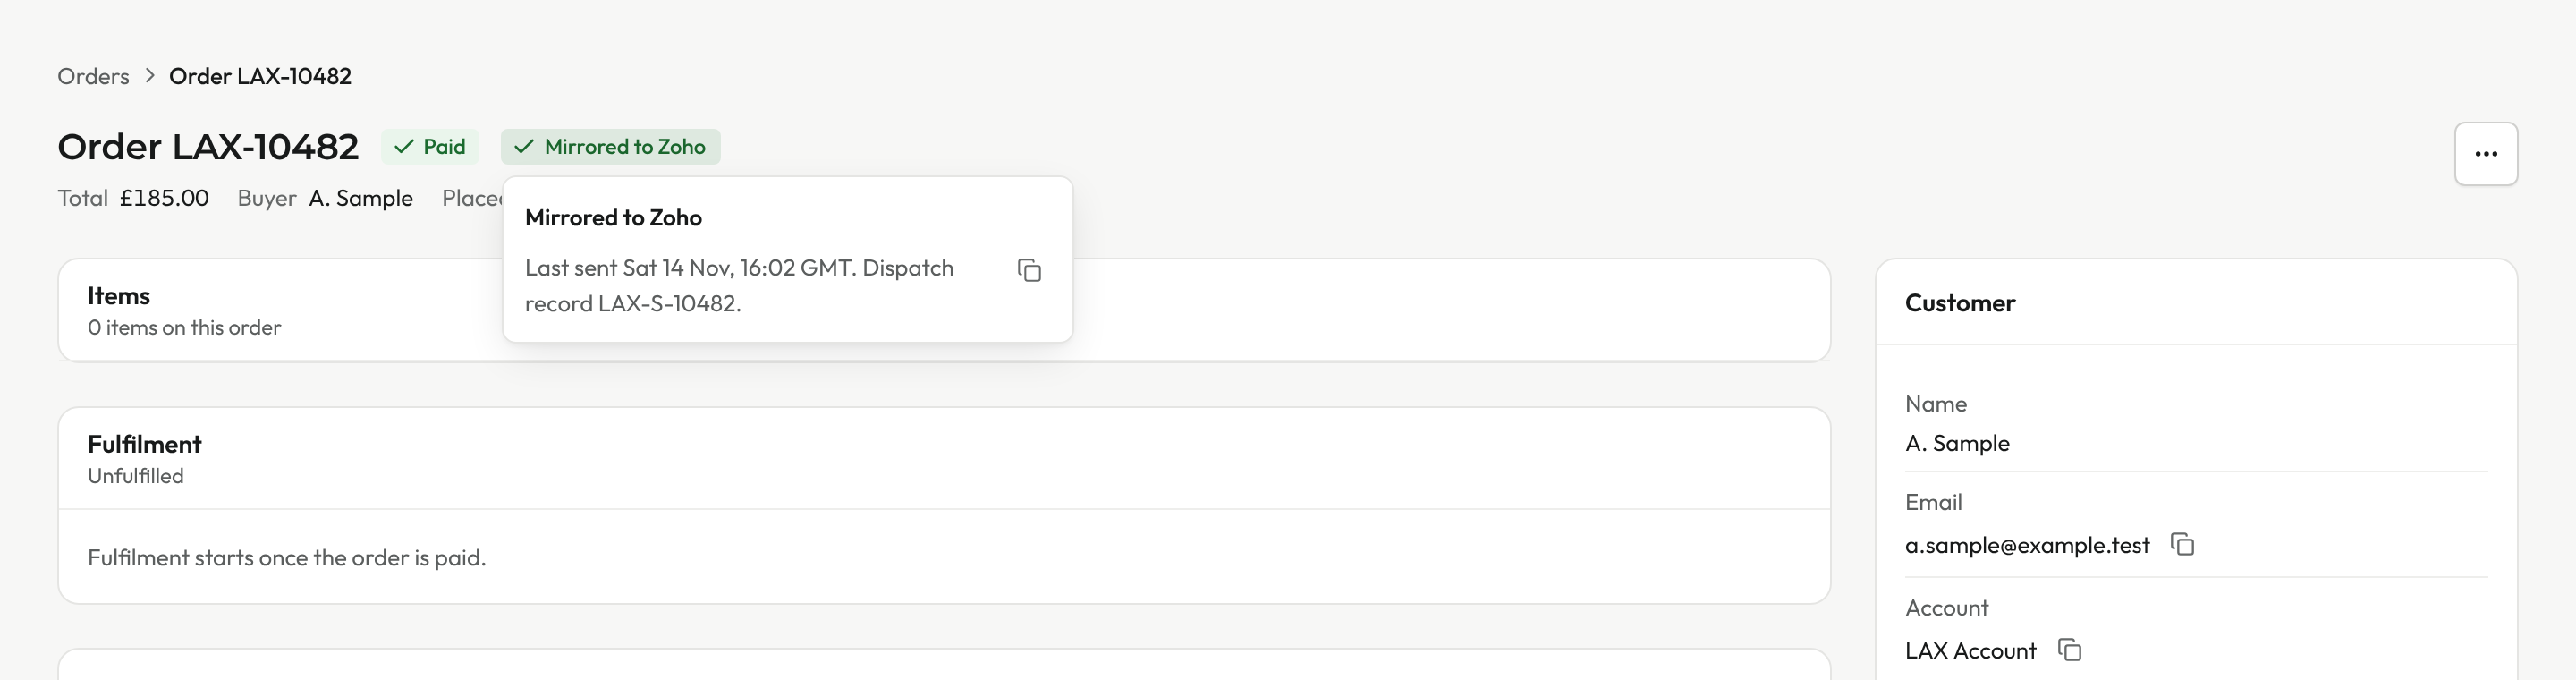 Orders > Order LAX-10482
Order LAX-10482 Paid Mirrored to Zoho
Total £185.00 Buyer A. Sample
Mirrored to Zoho
Last sent Sat 14 Nov, 16:02 GMT. Dispatch
record LAX-S-10482.
Items
0 items on this order
Fulfilment
Unfulfilled
Fulfilment starts once the order is paid.
Customer
Name
A. Sample
Email
a.sample@example.test
Account
LAX Account